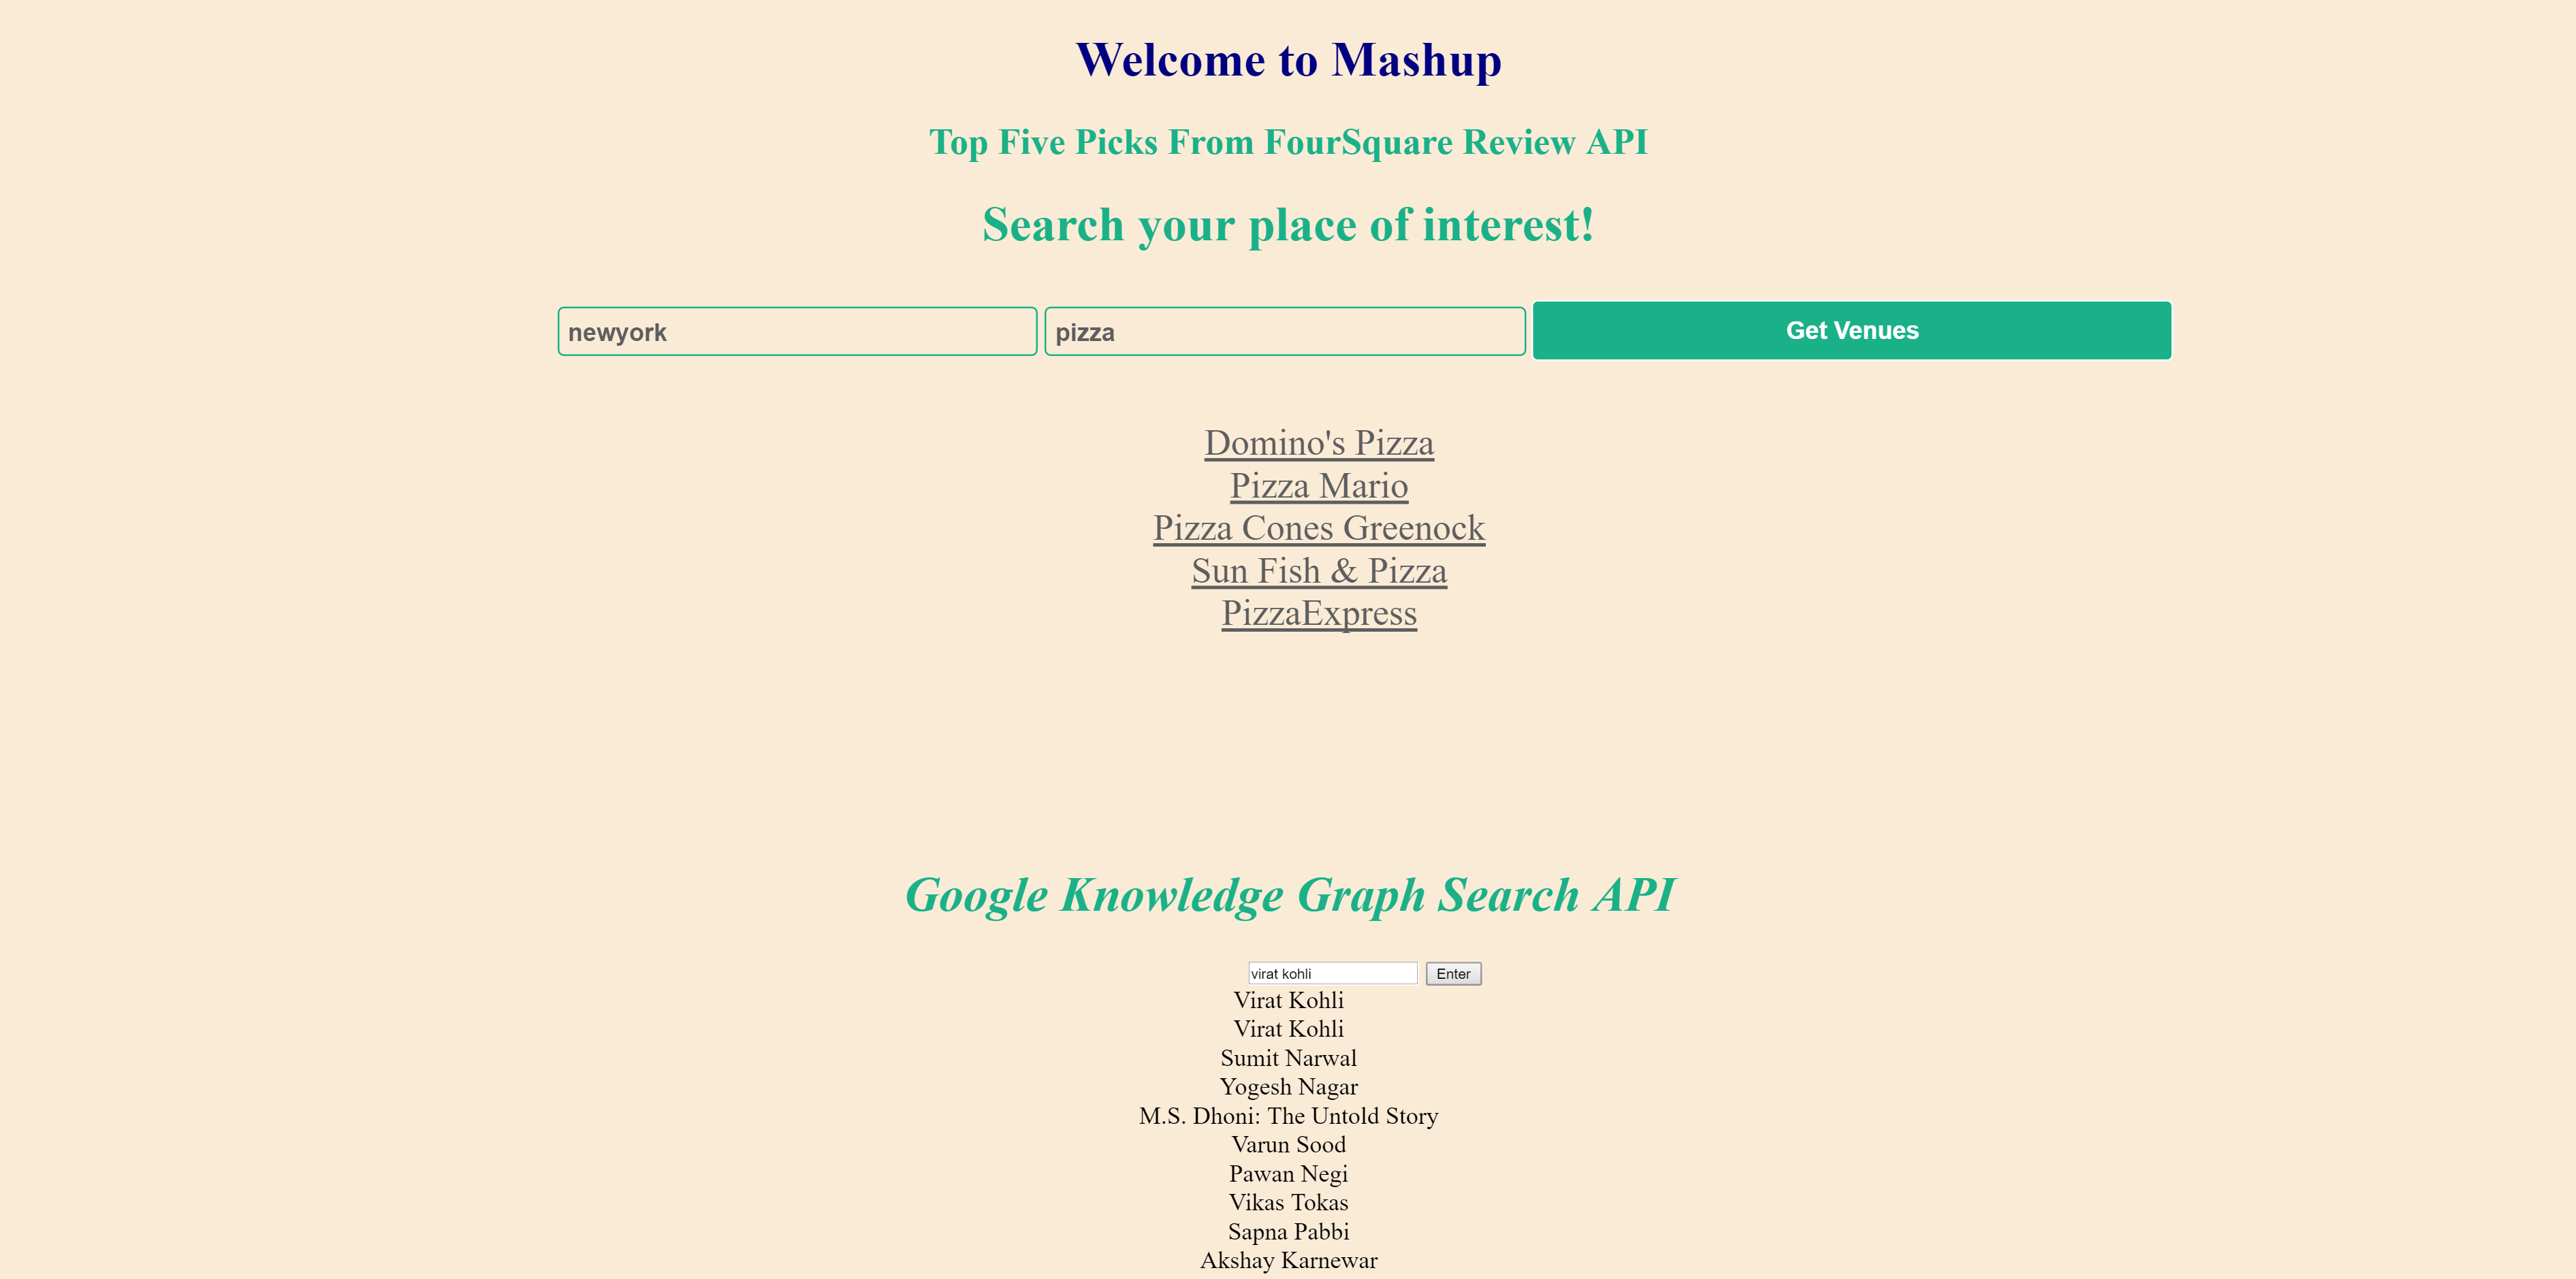 Welcome to Mashup
Top Five Picks From FourSquare Review API
Search your place of interest!
newyork pizza Get Venues
Domino's Pizza
Pizza Mario
Pizza Cones Greenock
Sun Fish & Pizza
PizzaExpress
Google Knowledge Graph Search API
virat kohli Enter
Virat Kohli
Virat Kohli
Sumit Narwal
Yogesh Nagar
M.S. Dhoni: The Untold Story
Varun Sood
Pawan Negi
Vikas Tokas
Sapna Pabbi
Akshay Karnewar